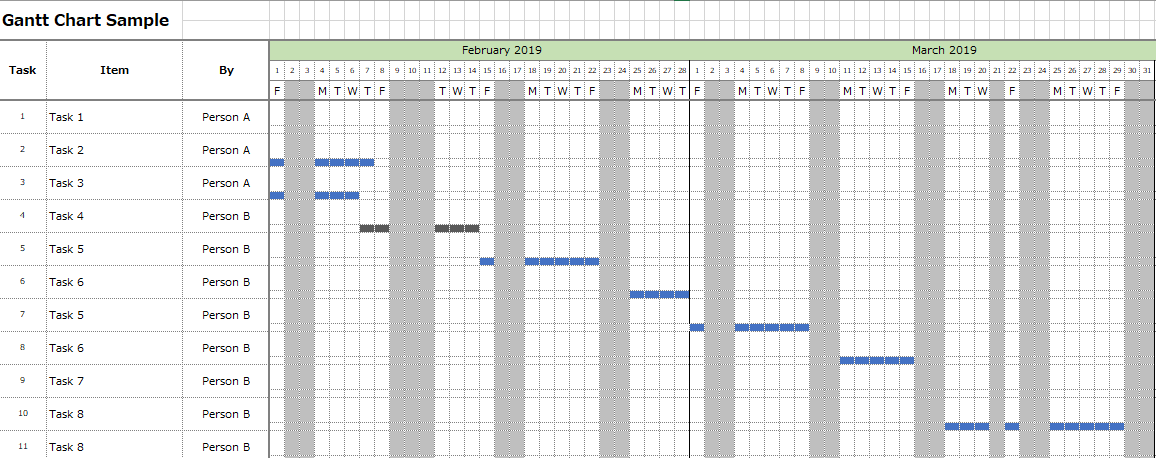 Gantt Chart Sample
February 2019 March 2019
Task Item By 1 2 3 4 5 6 7 8 9 10 11 12 13 14 15 16 17 18 19 20 21 22 23 24 25 26 27 28 1 2 3 4 5 6 7 8 9 10 11 12 13 14 15 16 17 18 19 20 21 22 23 24 25 26 27 28 29 30 31
F M T W T F T W T F M T W T F M T W T F M T W T F M T W T F M T W F M T W T F
1 Task 1 Person A
2 Task 2 Person A
3 Task 3 Person A
4 Task 4 Person B
5 Task 5 Person B
6 Task 6 Person B
7 Task 5 Person B
8 Task 6 Person B
9 Task 7 Person B
10 Task 8 Person B
11 Task 8 Person B